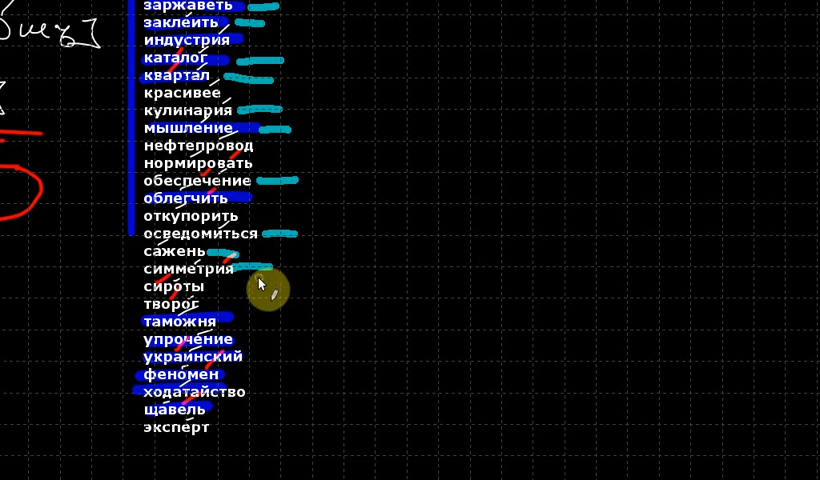 заржаветь
заклеить
индустрия
каталог
квартал
красивее
кулинария
мышление
нефтепровод
нормировать
обеспечение
облегчить
откупорить
осведомиться
сажень
симметрия
сироты
творог
таможня
упрочение
украинский
феномен
ходатайство
щавель
эксперт